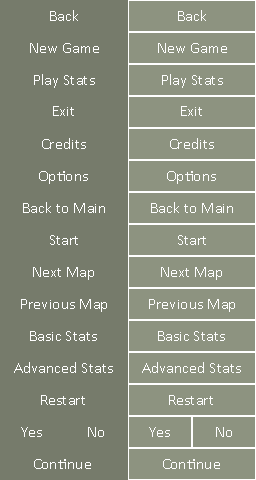 Back Back
New Game New Game
Play Stats Play Stats
Exit Exit
Credits Credits
Options Options
Back to Main Back to Main
Start Start
Next Map Next Map
Previous Map Previous Map
Basic Stats Basic Stats
Advanced Stats Advanced Stats
Restart Restart
Yes No Yes No
Continue Continue